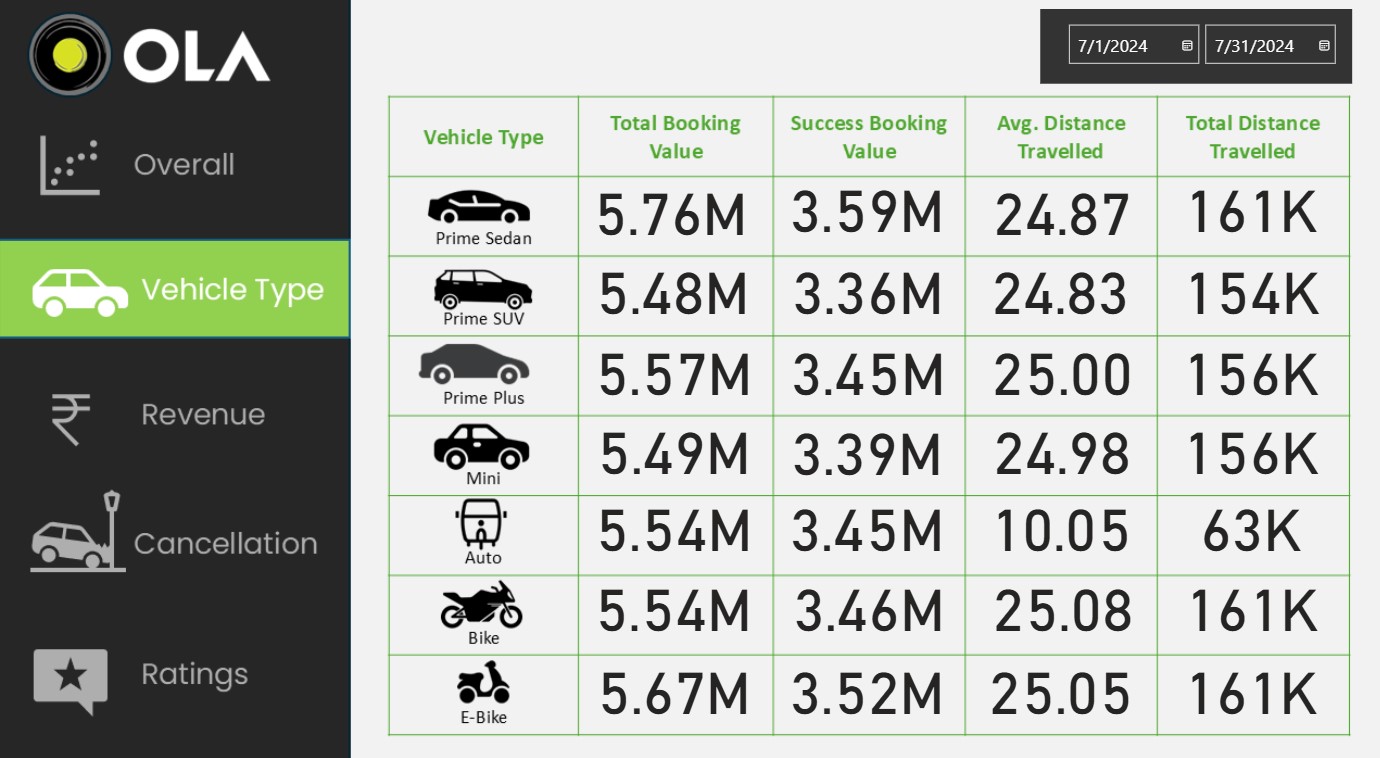 OLA
Overall
Vehicle Type
Revenue
Cancellation
Ratings
7/1/2024 7/31/2024
Vehicle Type Total Booking Value Success Booking Value Avg. Distance Travelled Total Distance Travelled
Prime Sedan 5.76M 3.59M 24.87 161K
Prime SUV 5.48M 3.36M 24.83 154K
Prime Plus 5.57M 3.45M 25.00 156K
Mini 5.49M 3.39M 24.98 156K
Auto 5.54M 3.45M 10.05 63K
Bike 5.54M 3.46M 25.08 161K
E-Bike 5.67M 3.52M 25.05 161K